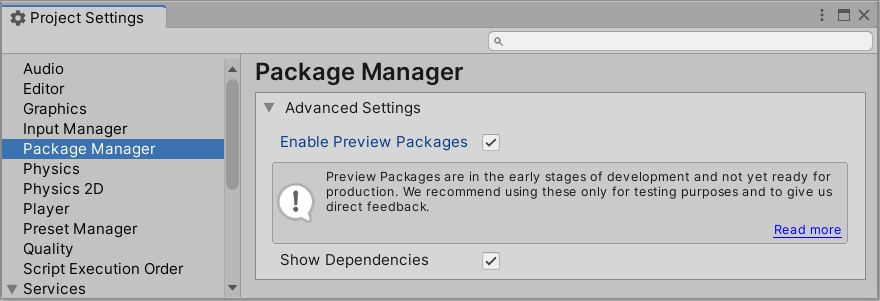 Project Settings
Audio
Editor
Graphics
Input Manager
Package Manager
Physics
Physics 2D
Player
Preset Manager
Quality
Script Execution Order
Services
Package Manager
Advanced Settings
Enable Preview Packages
Preview Packages are in the early stages of development and not yet ready for
production. We recommend using these only for testing purposes and to give us
direct feedback.
Read more
Show Dependencies